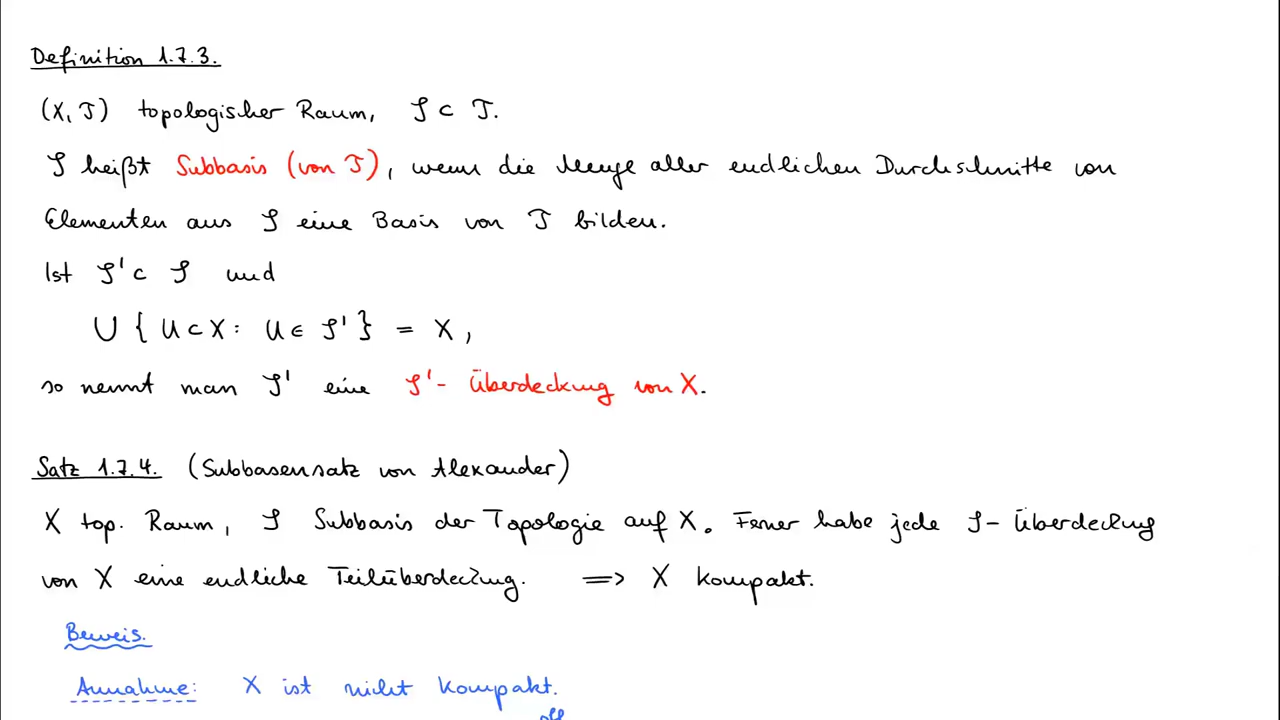 Definition 1.7.3.
(X, 𝒯) topologischer Raum, 𝒮 ⊂ 𝒯.
𝒮 heißt Subbasis (von 𝒯), wenn die Menge aller endlichen Durchschnitte von
Elementen aus 𝒮 eine Basis von 𝒯 bilden.
Ist 𝒮' ⊂ 𝒮 und
⋃ { U ⊂ X : U ∈ 𝒮' } = X,
so nennt man 𝒮' eine 𝒮'-Überdeckung von X.
Satz 1.7.4. (Subbasensatz von Alexander)
X top. Raum, 𝒮 Subbasis der Topologie auf X. Ferner habe jede 𝒮-Überdeckung
von X eine endliche Teilüberdeckung. ⟹ X kompakt.
Beweis.
Annahme: X ist nicht kompakt.